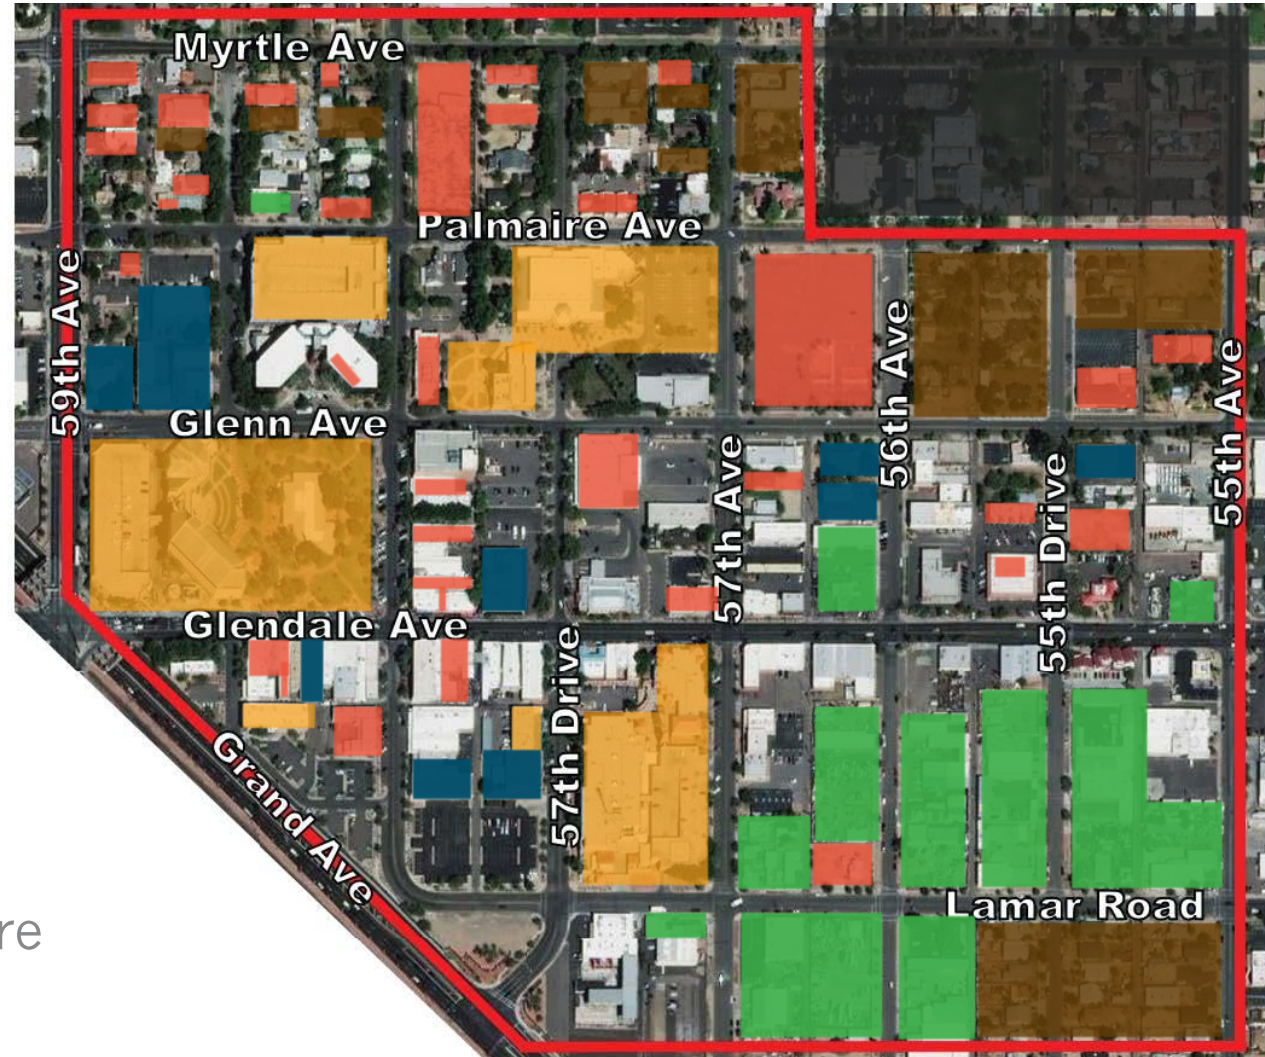 Myrtle Ave
Palmaire Ave
59th Ave
56th Ave
55th Ave
Glenn Ave
57th Ave
55th Drive
Glendale Ave
57th Drive
Grand Ave
Lamar Road
re